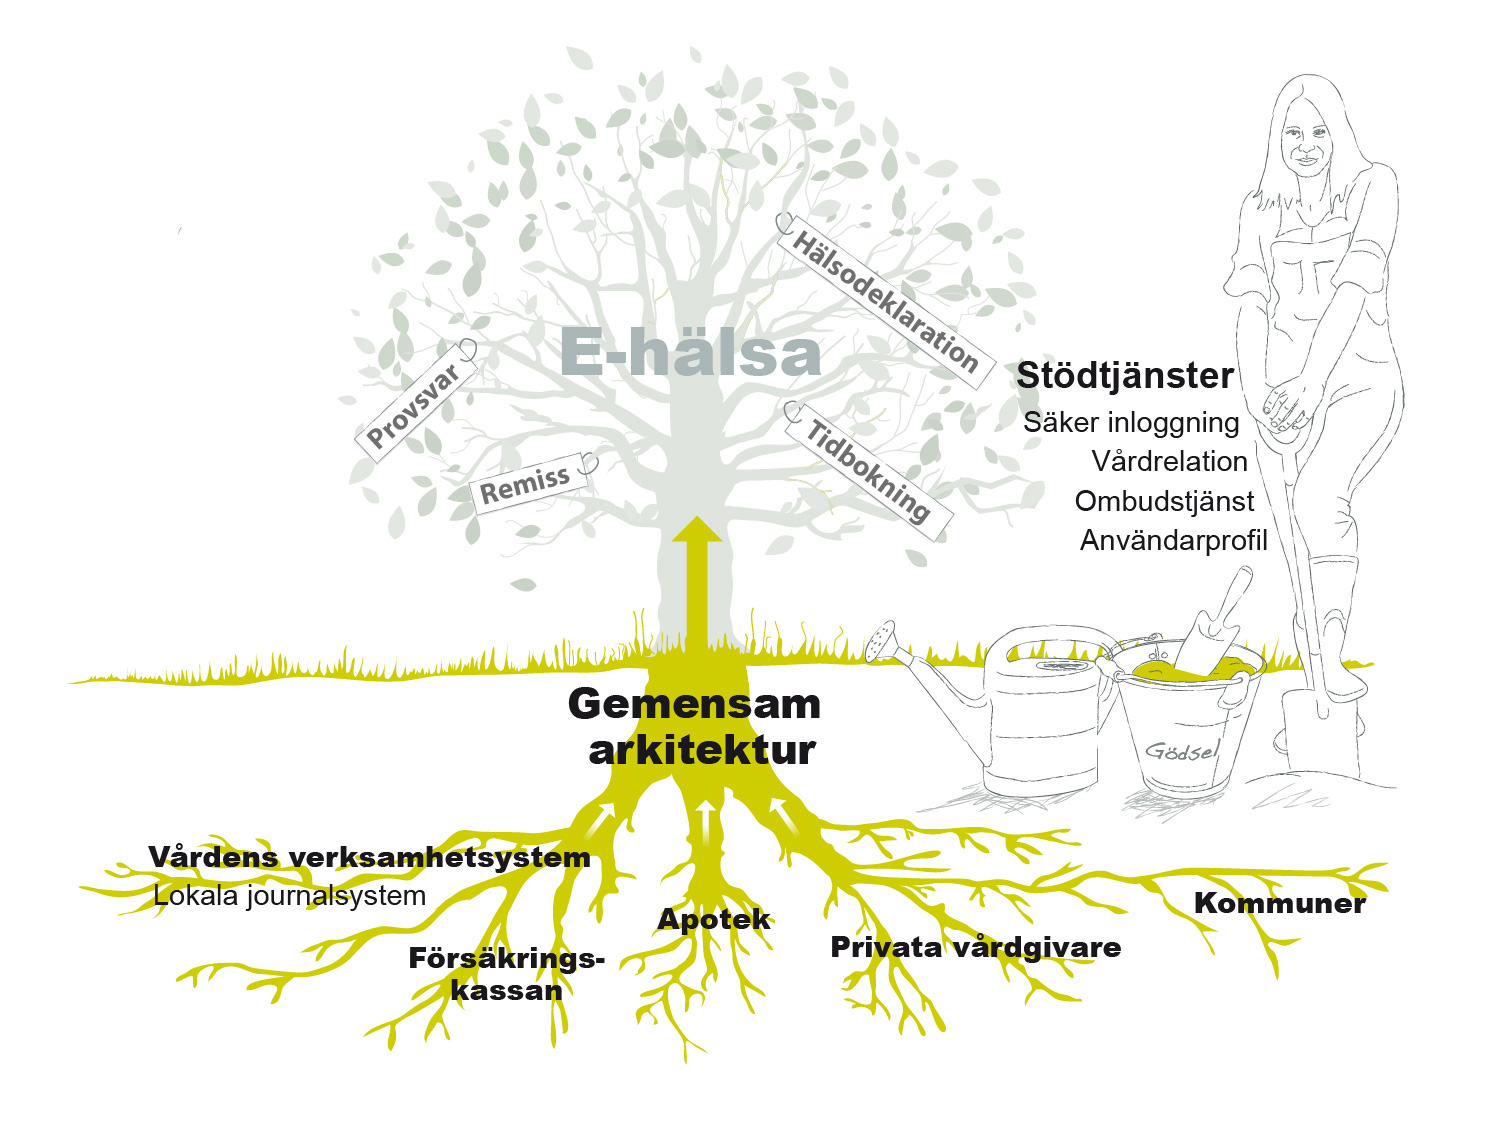 E-hälsa
Hälsodeklaration
Provsvar
Remiss
Tidbokning
Stödtjänster
Säker inloggning
Vårdrelation
Ombudstjänst
Användarprofil
Gemensam
arkitektur
Gödsel
Vårdens verksamhetsystem
Lokala journalsystem
Försäkrings-
kassan
Apotek
Privata vårdgivare
Kommuner